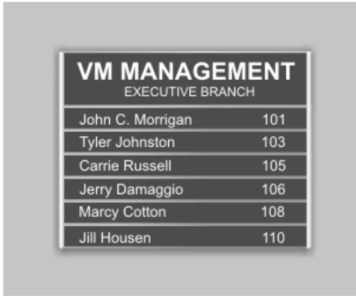 VM MANAGEMENT
EXECUTIVE BRANCH
John C. Morrigan 101
Tyler Johnston 103
Carrie Russell 105
Jerry Damaggio 106
Marcy Cotton 108
Jill Housen 110